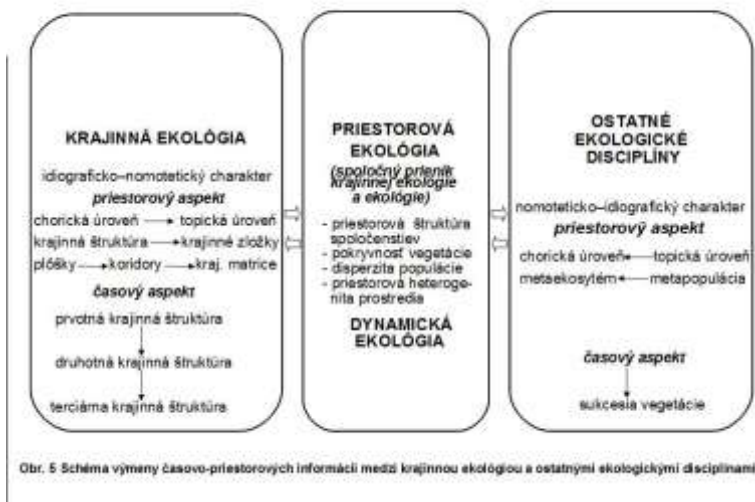 KRAJINNÁ EKOLÓGIA
idiograficko–nomotetický charakter
priestorový aspekt
chorická úroveň → topická úroveň
krajinná štruktúra → krajinné zložky
plôšky → koridory → kraj. matrice
časový aspekt
prvotná krajinná štruktúra
druhotná krajinná štruktúra
terciárna krajinná štruktúra
PRIESTOROVÁ
EKOLÓGIA
(spoločný prienik
krajinnej ekológie
a ekológie)
- priestorová štruktúra
spoločenstiev
- pokryvnosť vegetácie
- disperzita populácie
- priestorová heteroge-
nita prostredia
DYNAMICKÁ
EKOLÓGIA
OSTATNÉ
EKOLOGICKÉ
DISCIPLÍNY
nomoteticko–idiografický charakter
priestorový aspekt
chorická úroveň ← topická úroveň
metaekosytém ← metapopulácia
časový aspekt
sukcesia vegetácie
Obr. 5 Schéma výmeny časovo-priestorových informácií medzi krajinnou ekológiou a ostatnými ekologickými disciplínami